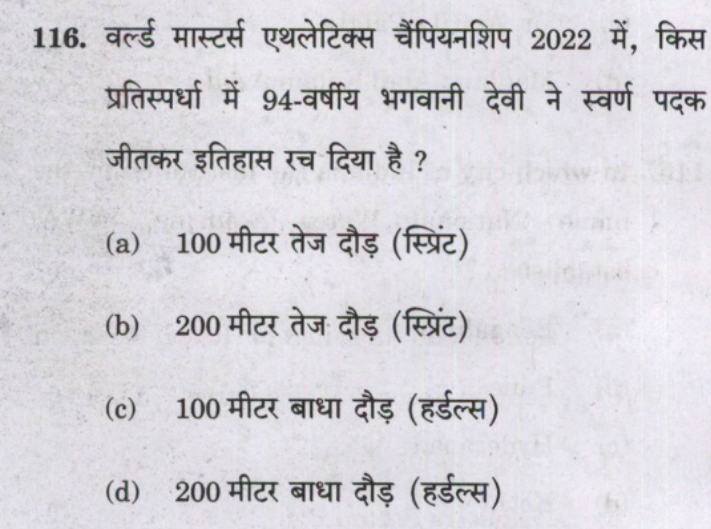 116. वर्ल्ड मास्टर्स एथलेटिक्स चैंपियनशिप 2022 में, किस
प्रतिस्पर्धा में 94-वर्षीय भगवानी देवी ने स्वर्ण पदक
जीतकर इतिहास रच दिया है ?
(a) 100 मीटर तेज दौड़ (स्प्रिंट)
(b) 200 मीटर तेज दौड़ (स्प्रिंट)
(c) 100 मीटर बाधा दौड़ (हर्डल्स)
(d) 200 मीटर बाधा दौड़ (हर्डल्स)